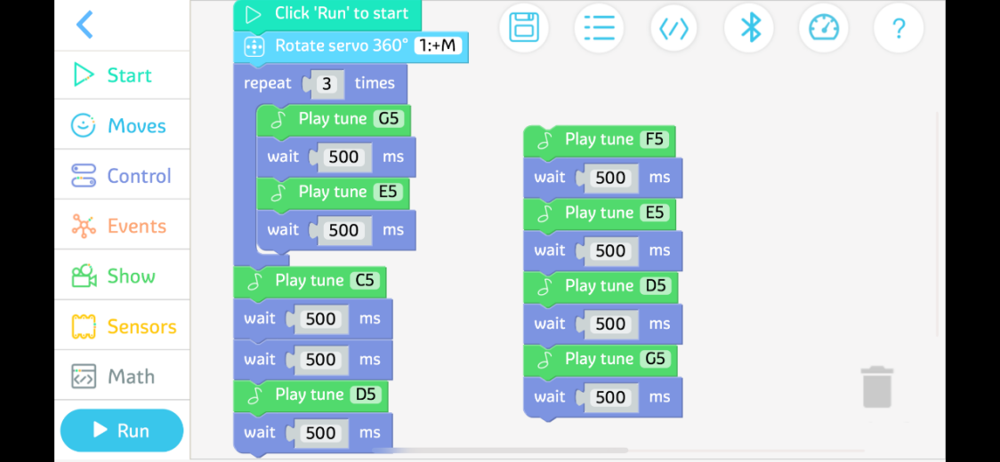 Click 'Run' to start
Rotate servo 360° 1:+M
repeat 3 times
Play tune G5
wait 500 ms
Play tune E5
wait 500 ms
Play tune C5
wait 500 ms
wait 500 ms
Play tune D5
wait 500 ms
Play tune F5
wait 500 ms
Play tune E5
wait 500 ms
Play tune D5
wait 500 ms
Play tune G5
wait 500 ms
Start
Moves
Control
Events
Show
Sensors
Math
Run
?